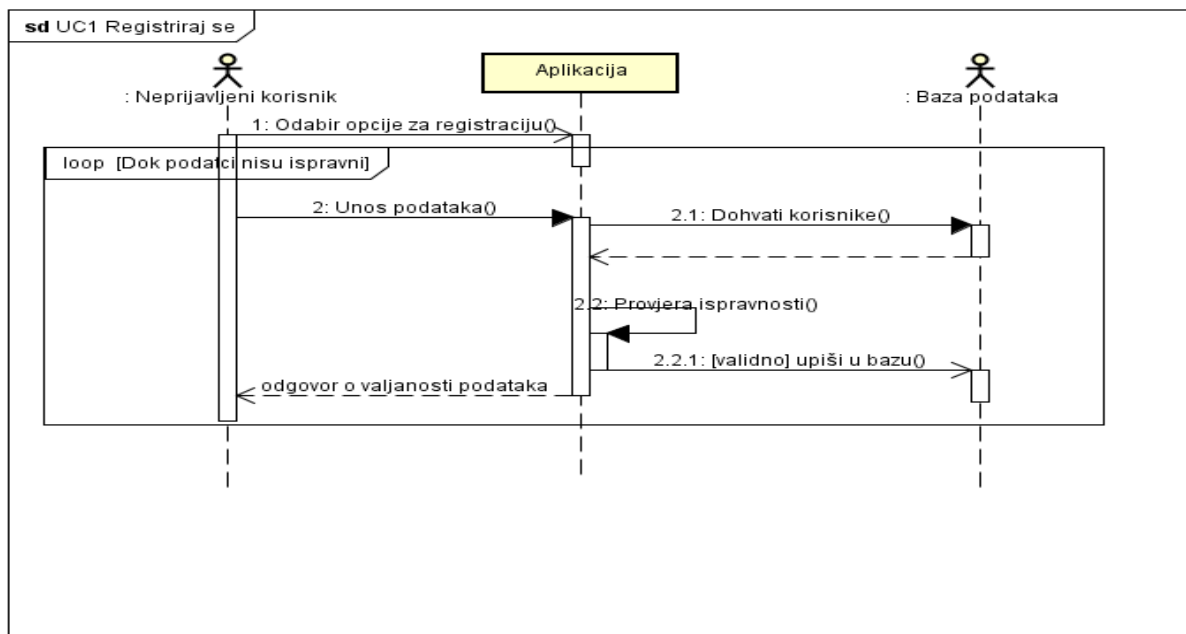 sd UC1 Registriraj se
: Neprijavljeni korisnik
Aplikacija
: Baza podataka
1: Odabir opcije za registraciju()
loop [Dok podatci nisu ispravni]
2: Unos podataka()
2.1: Dohvati korisnike()
2.2: Provjera ispravnosti()
2.2.1: [validno] upiši u bazu()
odgovor o valjanosti podataka